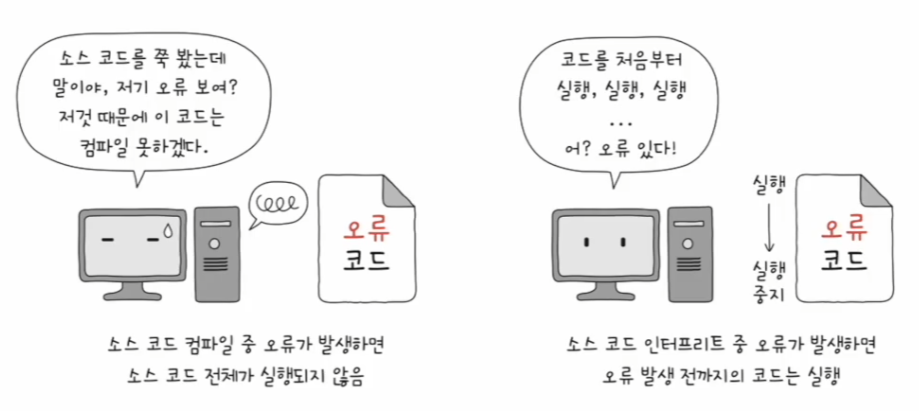 소스 코드를 쭉 봤는데
말이야, 저기 오류 보여?
저것 때문에 이 코드는
컴파일 못하겠다.
오류
코드
소스 코드 컴파일 중 오류가 발생하면
소스 코드 전체가 실행되지 않음
코드를 처음부터
실행, 실행, 실행
...
어? 오류 있다!
실행
실행
중지
오류
코드
소스 코드 인터프리트 중 오류가 발생하면
오류 발생 전까지의 코드는 실행